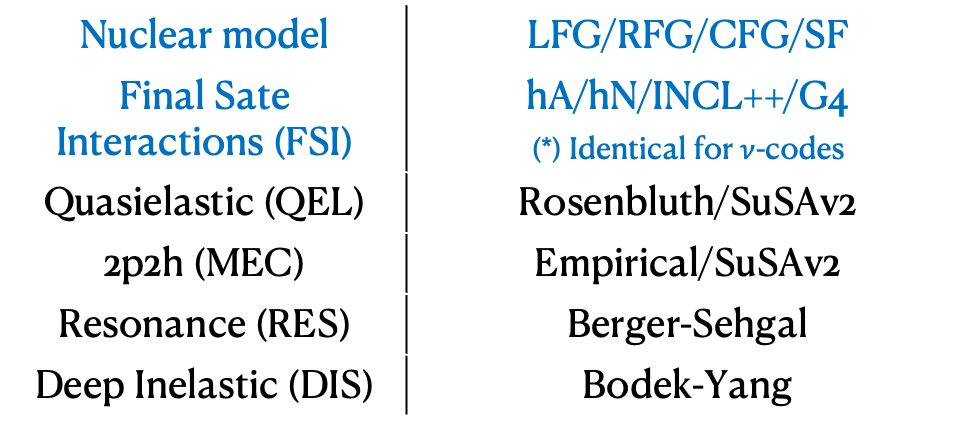 Nuclear model LFG/RFG/CFG/SF
Final Sate hA/hN/INCL++/G4
Interactions (FSI) (*) Identical for ν-codes
Quasielastic (QEL) Rosenbluth/SuSAv2
2p2h (MEC) Empirical/SuSAv2
Resonance (RES) Berger-Sehgal
Deep Inelastic (DIS) Bodek-Yang